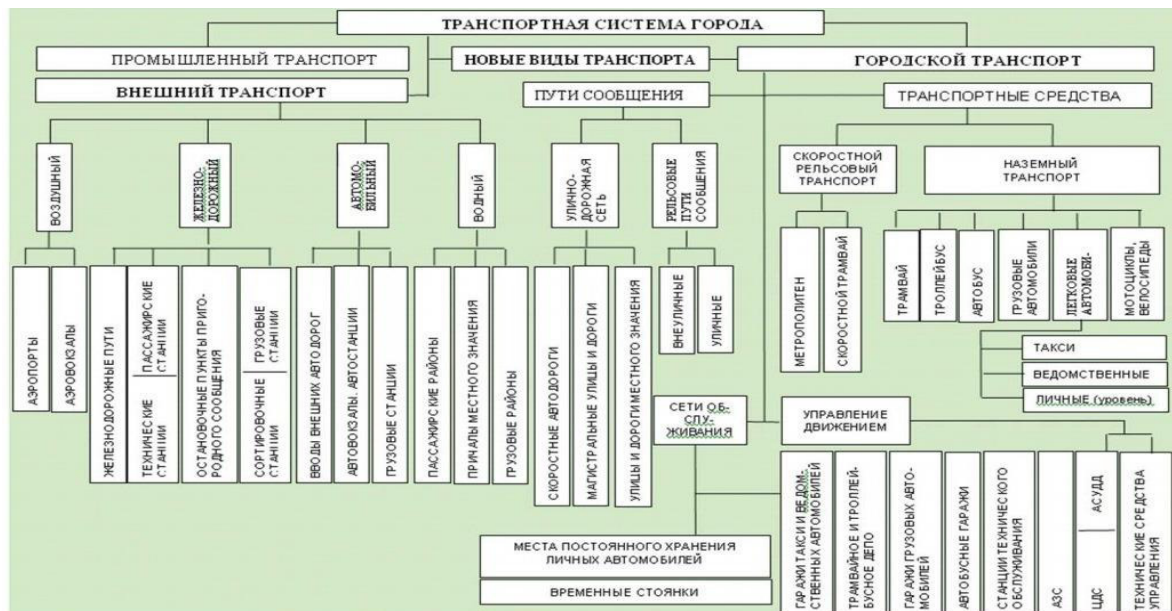 ТРАНСПОРТНАЯ СИСТЕМА ГОРОДА
ПРОМЫШЛЕННЫЙ ТРАНСПОРТ
НОВЫЕ ВИДЫ ТРАНСПОРТА
ГОРОДСКОЙ ТРАНСПОРТ
ВНЕШНИЙ ТРАНСПОРТ
ПУТИ СООБЩЕНИЯ
ТРАНСПОРТНЫЕ СРЕДСТВА
ВОЗДУШНЫЙ
ЖЕЛЕЗНО-
ДОРОЖНЫЙ
АВТОМО-
БИЛЬНЫЙ
ВОДНЫЙ
УЛИЧНО-
ДОРОЖНАЯ
СЕТЬ
РЕЛЬСОВЫЕ
ПУТИ
СООБЩЕНИЯ
СКОРОСТНОЙ
РЕЛЬСОВЫЙ
ТРАНСПОРТ
НАЗЕМНЫЙ
ТРАНСПОРТ
АЭРОПОРТЫ
АЭРОВОКЗАЛЫ
ЖЕЛЕЗНОДОРОЖНЫЕ ПУТИ
ТЕХНИЧЕСКИЕ
СТАНЦИИ
ПАССАЖИРСКИЕ
СТАНЦИИ
ОСТАНОВОЧНЫЕ ПУНКТЫ ПРИГО-
РОДНОГО СООБЩЕНИЯ
СОРТИРОВОЧНЫЕ
СТАНЦИИ
ГРУЗОВЫЕ
СТАНЦИИ
ВВОДЫ ВНЕШНИХ АВТОДОРОГ
АВТОВОКЗАЛЫ. АВТОСТАНЦИИ
ГРУЗОВЫЕ СТАНЦИИ
ПАССАЖИРСКИЕ РАЙОНЫ
ПРИЧАЛЫ МЕСТНОГО ЗНАЧЕНИЯ
ГРУЗОВЫЕ РАЙОНЫ
СКОРОСТНЫЕ АВТОДОРОГИ
МАГИСТРАЛЬНЫЕ УЛИЦЫ И ДОРОГИ
УЛИЦЫ И ДОРОГИ МЕСТНОГО ЗНАЧЕНИЯ
ВНЕУЛИЧНЫЕ
УЛИЧНЫЕ
МЕТРОПОЛИТЕН
СКОРОСТНОЙ ТРАМВАЙ
ТРАМВАЙ
ТРОЛЛЕЙБУС
АВТОБУС
ГРУЗОВЫЕ
АВТОМОБИЛИ
ЛЕГКОВЫЕ
АВТОМОБИ-
МОТОЦИКЛЫ,
ВЕЛОСИПЕДЫ
ТАКСИ
ВЕДОМСТВЕННЫЕ
ЛИЧНЫЕ (уровень)
СЕТИ ОБ-
СЛУ-
ЖИВАНИЯ
УПРАВЛЕНИЕ
ДВИЖЕНИЕМ
МЕСТА ПОСТОЯННОГО ХРАНЕНИЯ
ЛИЧНЫХ АВТОМОБИЛЕЙ
ВРЕМЕННЫЕ СТОЯНКИ
ГАРАЖИ ТАКСИ И ВЕДОМ-
СТВЕННЫХ АВТОМОБИЛЕЙ
ТРАМВАЙНОЕ И ТРОЛЛЕЙ-
БУСНОЕ ДЕПО
ГАРАЖИ ГРУЗОВЫХ АВТО-
МОБИЛЕЙ
АВТОБУСНЫЕ ГАРАЖИ
СТАНЦИИ ТЕХНИЧЕСКОГО
ОБСЛУЖИВАНИЯ
АЗС
ЦДС
АСУДД
ТЕХНИЧЕСКИЕ СРЕДСТВА
УПРАВЛЕНИЯ